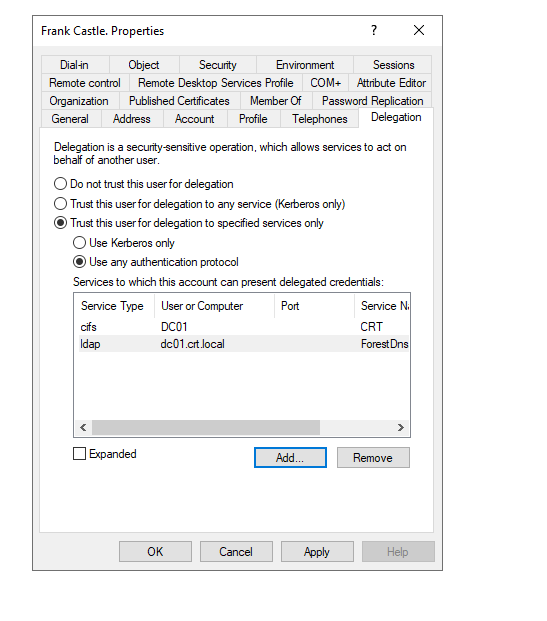 Frank Castle. Properties ? ×
Dial-in Object Security Environment Sessions
Remote control Remote Desktop Services Profile COM+ Attribute Editor
Organization Published Certificates Member Of Password Replication
General Address Account Profile Telephones Delegation
Delegation is a security-sensitive operation, which allows services to act on
behalf of another user.
Do not trust this user for delegation
Trust this user for delegation to any service (Kerberos only)
Trust this user for delegation to specified services only
Use Kerberos only
Use any authentication protocol
Services to which this account can present delegated credentials:
Service Type User or Computer Port Service Na
cifs DC01 CRT
ldap dc01.crt.local ForestDns
Expanded Add... Remove
OK Cancel Apply Help